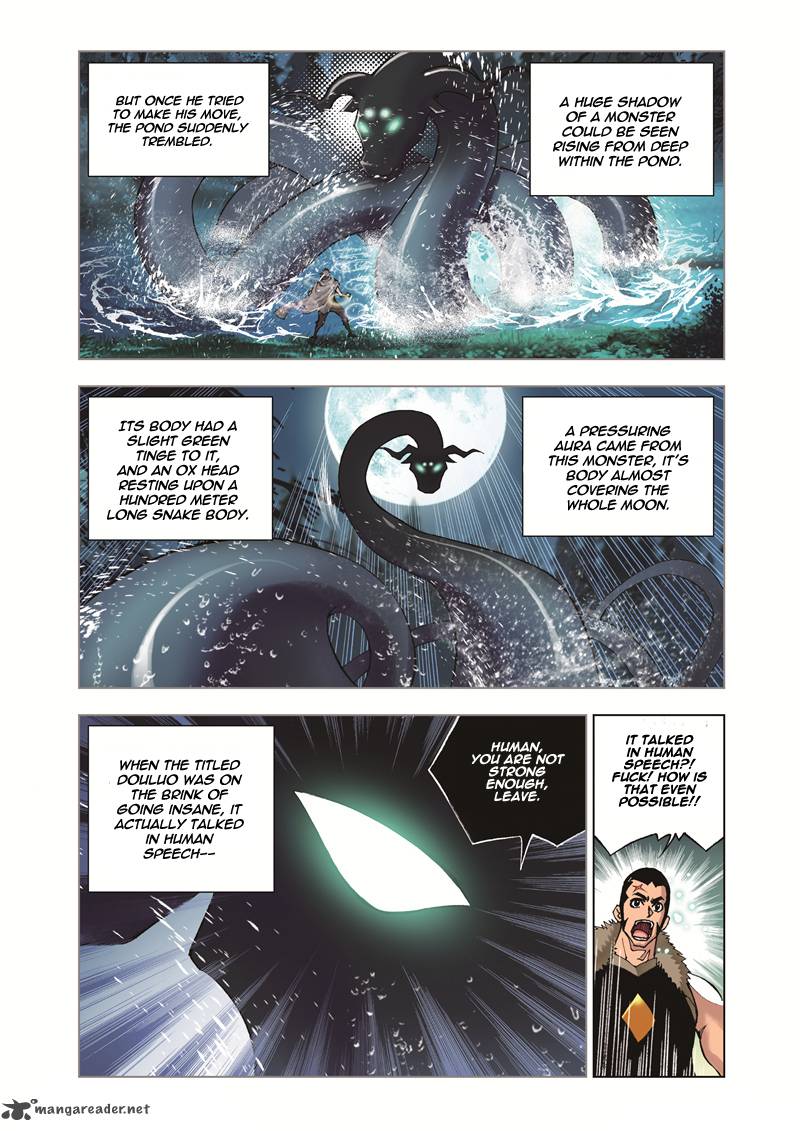 BUT ONCE HE TRIED
TO MAKE HIS MOVE,
THE POND SUDDENLY
TREMBLED.
A HUGE SHADOW
OF A MONSTER
COULD BE SEEN
RISING FROM DEEP
WITHIN THE POND.
ITS BODY HAD A
SLIGHT GREEN
TINGE TO IT,
AND AN OX HEAD
RESTING UPON A
HUNDRED METER
LONG SNAKE BODY.
A PRESSURING
AURA CAME FROM
THIS MONSTER, IT'S
BODY ALMOST
COVERING THE
WHOLE MOON.
WHEN THE TITLED
DOULUO WAS ON
THE BRINK OF
GOING INSANE, IT
ACTUALLY TALKED
IN HUMAN
SPEECH--
HUMAN,
YOU ARE NOT
STRONG
ENOUGH,
LEAVE.
IT TALKED
IN HUMAN
SPEECH?!
FUCK! HOW IS
THAT EVEN
POSSIBLE!!
mangareader.net